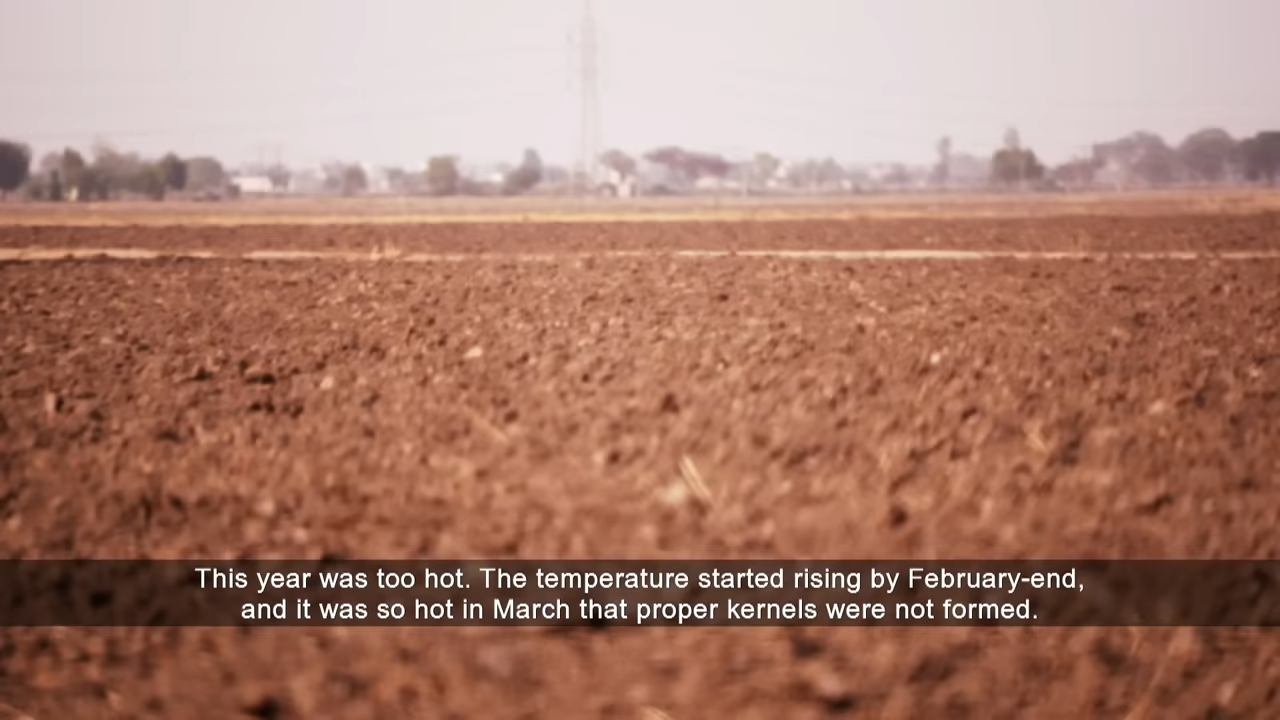 This year was too hot. The temperature started rising by February-end,
and it was so hot in March that proper kernels were not formed.